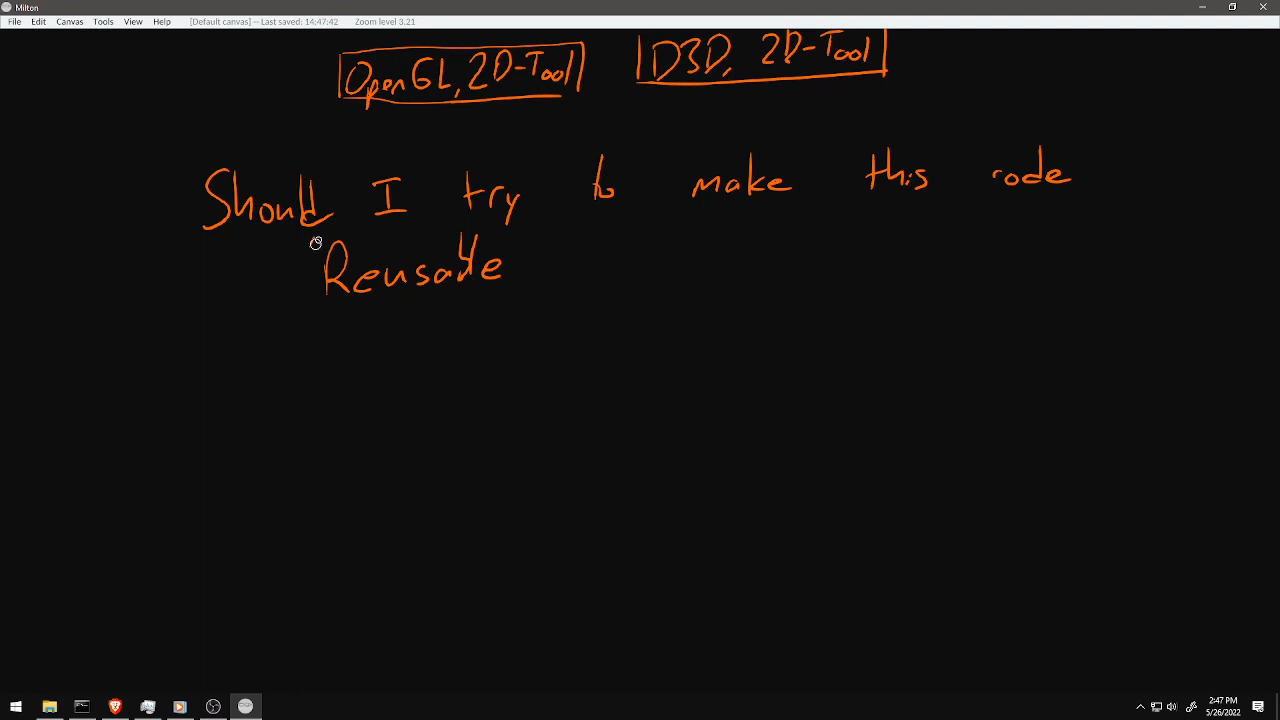 Milton
File Edit Canvas Tools View Help [Default canvas] -- Last saved: 14:47:42 Zoom level 3.21
OpenGL, 2D-Tool D3D, 2D-Tool
Should I try to make this code
Reusable
2:47 PM
5/26/2022